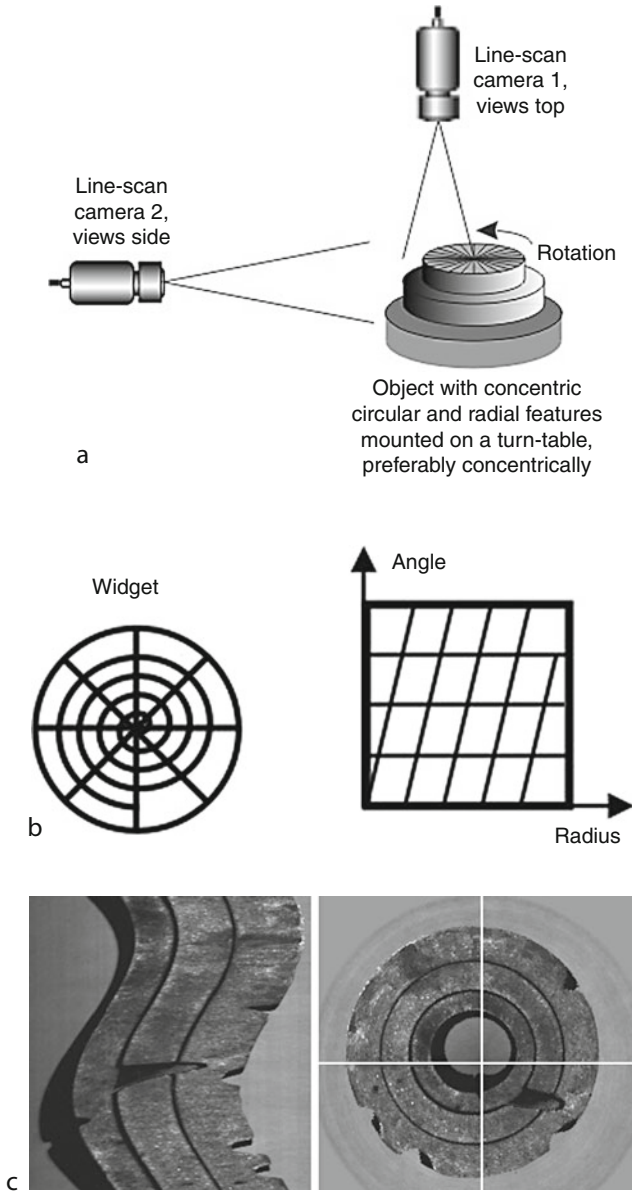 Line-scan
camera 1,
views top
Line-scan
camera 2,
views side
Rotation
Object with concentric
circular and radial features
mounted on a turn-table,
preferably concentrically
a
Widget
Angle
Radius
b
c